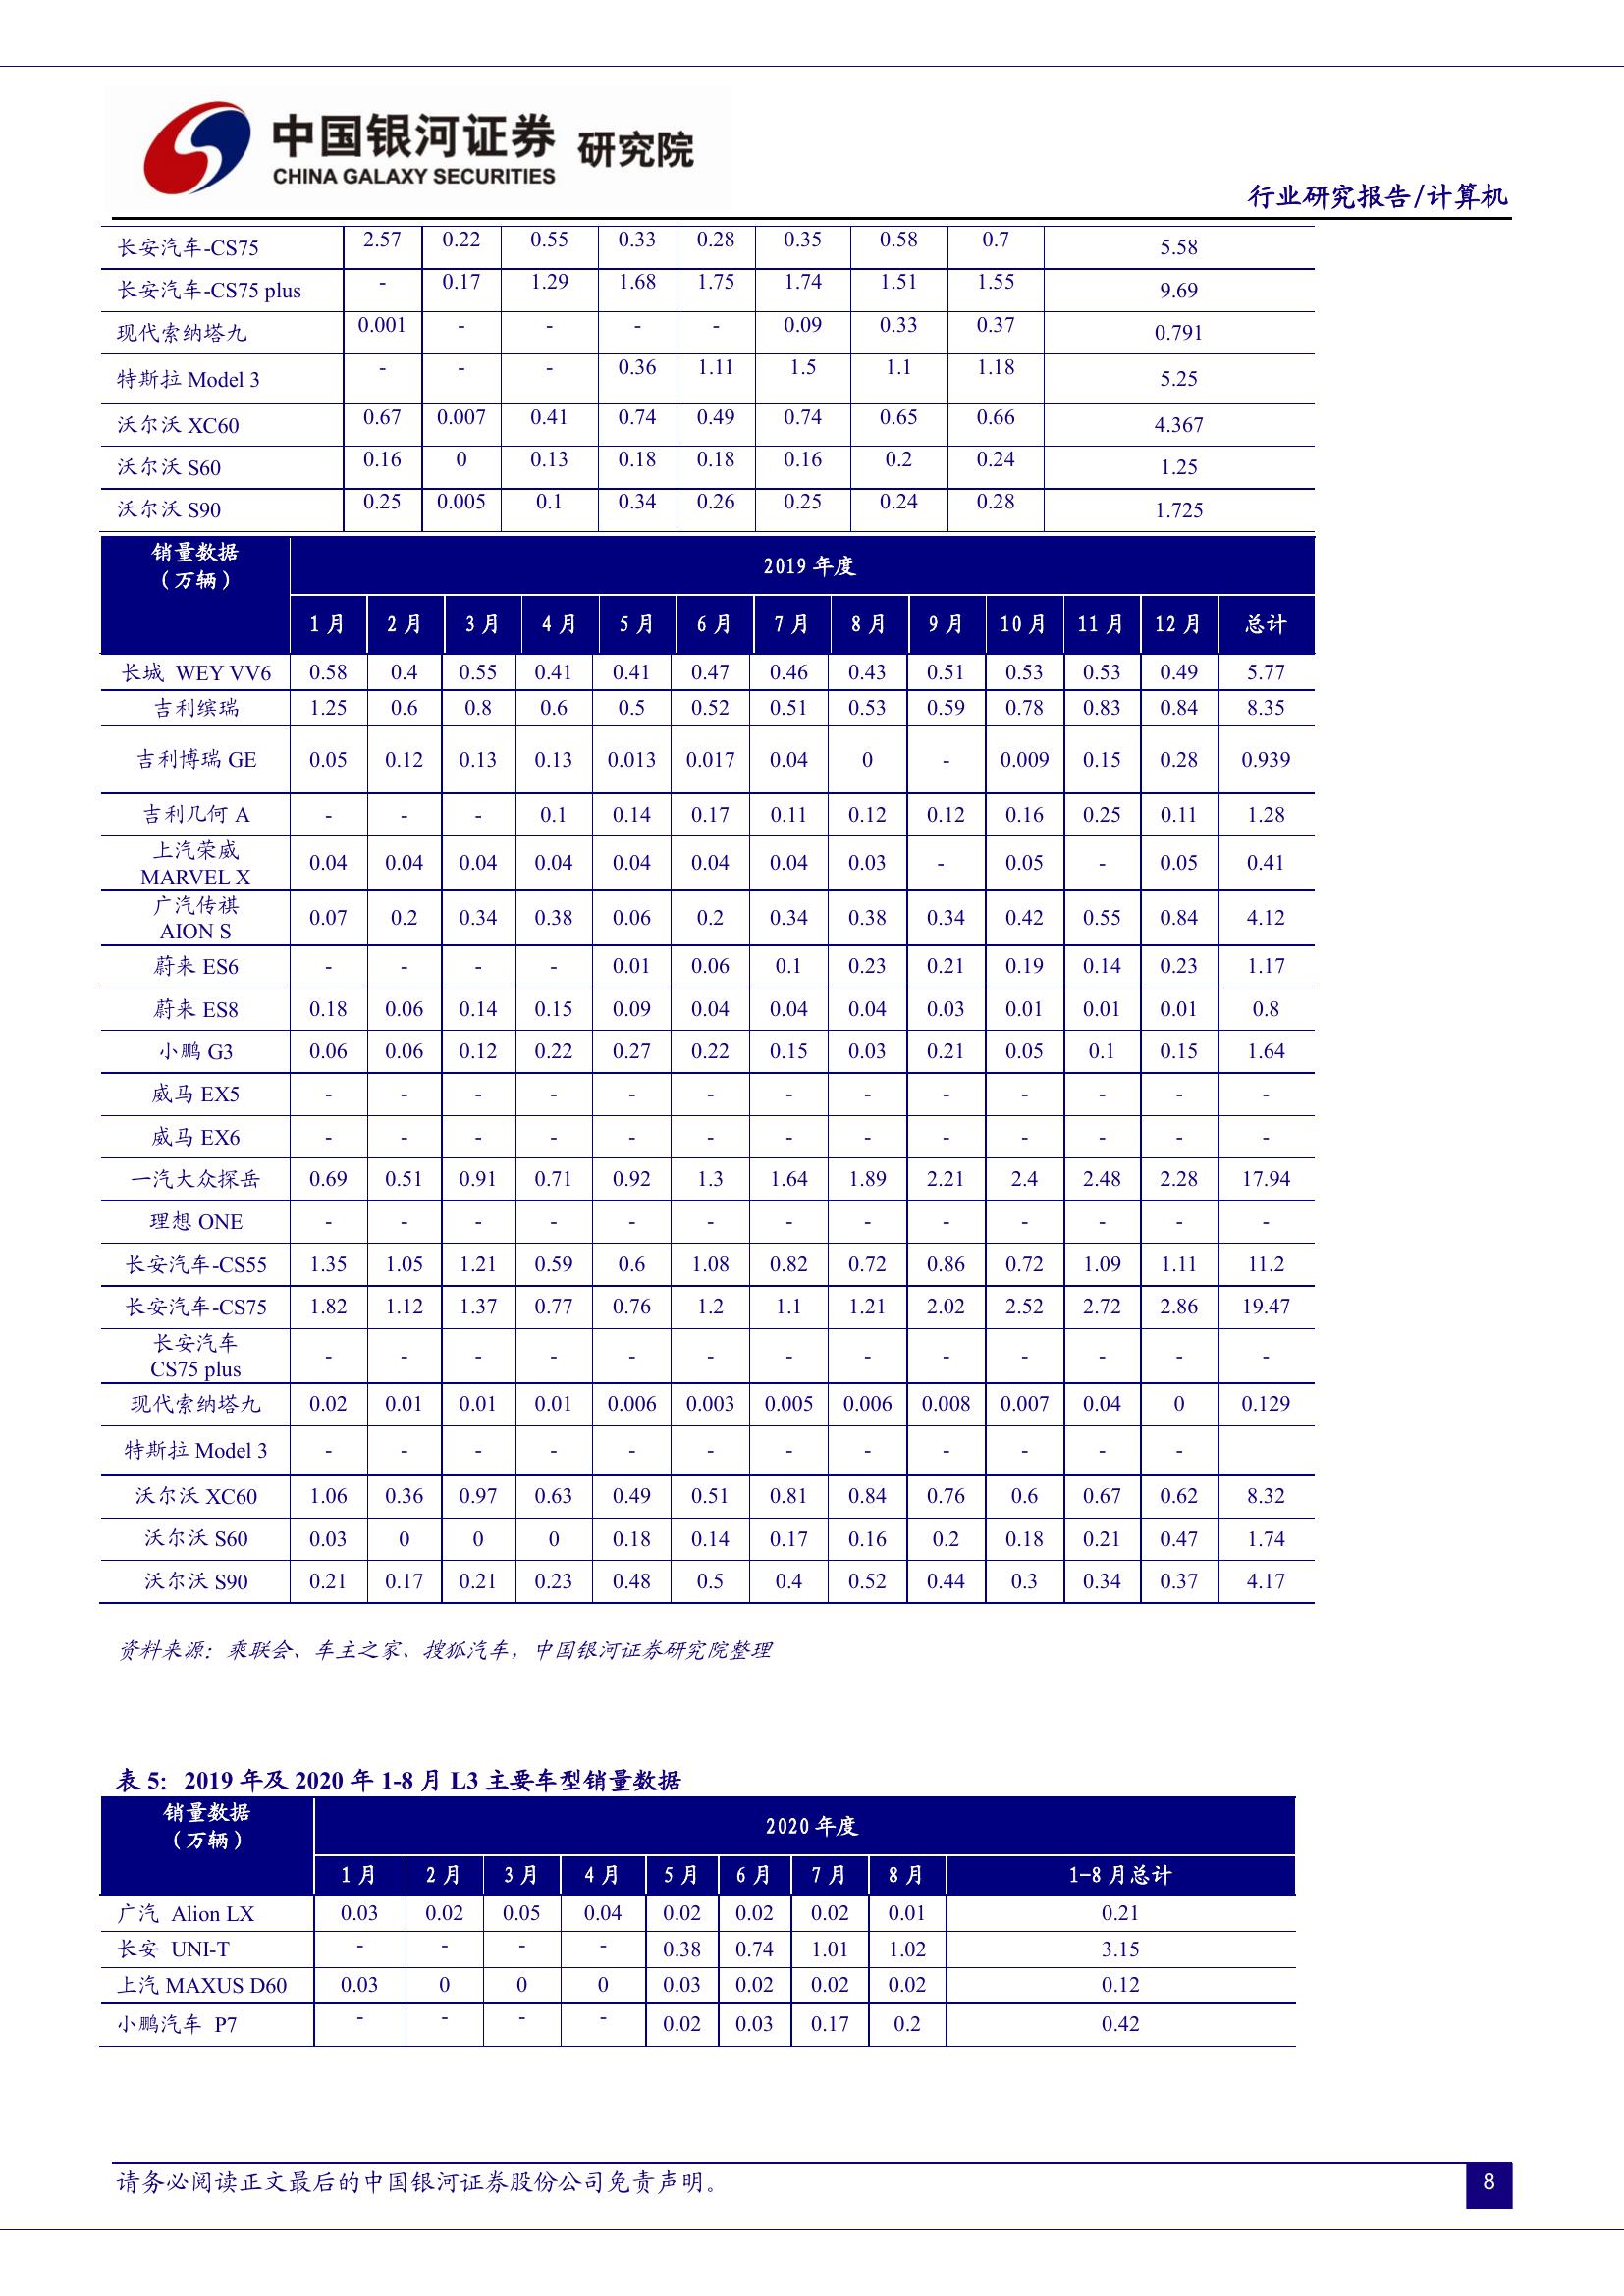 中国银河证券 研究院
CHINA GALAXY SECURITIES
行业研究报告/计算机
长安汽车-CS75 2.57 0.22 0.55 0.33 0.28 0.35 0.58 0.7 5.58
长安汽车-CS75 plus - 0.17 1.29 1.68 1.75 1.74 1.51 1.55 9.69
现代索纳塔九 0.001 - - - - 0.09 0.33 0.37 0.791
特斯拉 Model 3 - - - 0.36 1.11 1.5 1.1 1.18 5.25
沃尔沃 XC60 0.67 0.007 0.41 0.74 0.49 0.74 0.65 0.66 4.367
沃尔沃 S60 0.16 0 0.13 0.18 0.18 0.16 0.2 0.24 1.25
沃尔沃 S90 0.25 0.005 0.1 0.34 0.26 0.25 0.24 0.28 1.725
销量数据
（万辆）
2019 年度
1 月 2 月 3 月 4 月 5 月 6 月 7 月 8 月 9 月 10 月 11 月 12 月 总计
长城 WEY VV6 0.58 0.4 0.55 0.41 0.41 0.47 0.46 0.43 0.51 0.53 0.53 0.49 5.77
吉利缤瑞 1.25 0.6 0.8 0.6 0.5 0.52 0.51 0.53 0.59 0.78 0.83 0.84 8.35
吉利博瑞 GE 0.05 0.12 0.13 0.13 0.013 0.017 0.04 0 - 0.009 0.15 0.28 0.939
吉利几何 A - - - 0.1 0.14 0.17 0.11 0.12 0.12 0.16 0.25 0.11 1.28
上汽荣威
MARVEL X 0.04 0.04 0.04 0.04 0.04 0.04 0.04 0.03 - 0.05 - 0.05 0.41
广汽传祺
AION S 0.07 0.2 0.34 0.38 0.06 0.2 0.34 0.38 0.34 0.42 0.55 0.84 4.12
蔚来 ES6 - - - - 0.01 0.06 0.1 0.23 0.21 0.19 0.14 0.23 1.17
蔚来 ES8 0.18 0.06 0.14 0.15 0.09 0.04 0.04 0.04 0.03 0.01 0.01 0.01 0.8
小鹏 G3 0.06 0.06 0.12 0.22 0.27 0.22 0.15 0.03 0.21 0.05 0.1 0.15 1.64
威马 EX5 - - - - - - - - - - - - -
威马 EX6 - - - - - - - - - - - - -
一汽大众探岳 0.69 0.51 0.91 0.71 0.92 1.3 1.64 1.89 2.21 2.4 2.48 2.28 17.94
理想 ONE - - - - - - - - - - - - -
长安汽车-CS55 1.35 1.05 1.21 0.59 0.6 1.08 0.82 0.72 0.86 0.72 1.09 1.11 11.2
长安汽车-CS75 1.82 1.12 1.37 0.77 0.76 1.2 1.1 1.21 2.02 2.52 2.72 2.86 19.47
长安汽车
CS75 plus - - - - - - - - - - - - -
现代索纳塔九 0.02 0.01 0.01 0.01 0.006 0.003 0.005 0.006 0.008 0.007 0.04 0 0.129
特斯拉 Model 3 - - - - - - - - - - - -
沃尔沃 XC60 1.06 0.36 0.97 0.63 0.49 0.51 0.81 0.84 0.76 0.6 0.67 0.62 8.32
沃尔沃 S60 0.03 0 0 0 0.18 0.14 0.17 0.16 0.2 0.18 0.21 0.47 1.74
沃尔沃 S90 0.21 0.17 0.21 0.23 0.48 0.5 0.4 0.52 0.44 0.3 0.34 0.37 4.17
资料来源：乘联会、车主之家、搜狐汽车，中国银河证券研究院整理
表 5：2019 年及 2020 年 1-8 月 L3 主要车型销量数据
销量数据
（万辆）
2020 年度
1 月 2 月 3 月 4 月 5 月 6 月 7 月 8 月 1-8 月总计
广汽 Alion LX 0.03 0.02 0.05 0.04 0.02 0.02 0.02 0.01 0.21
长安 UNI-T - - - - 0.38 0.74 1.01 1.02 3.15
上汽 MAXUS D60 0.03 0 0 0 0.03 0.02 0.02 0.02 0.12
小鹏汽车 P7 - - - - 0.02 0.03 0.17 0.2 0.42
请务必阅读正文最后的中国银河证券股份公司免责声明。
8